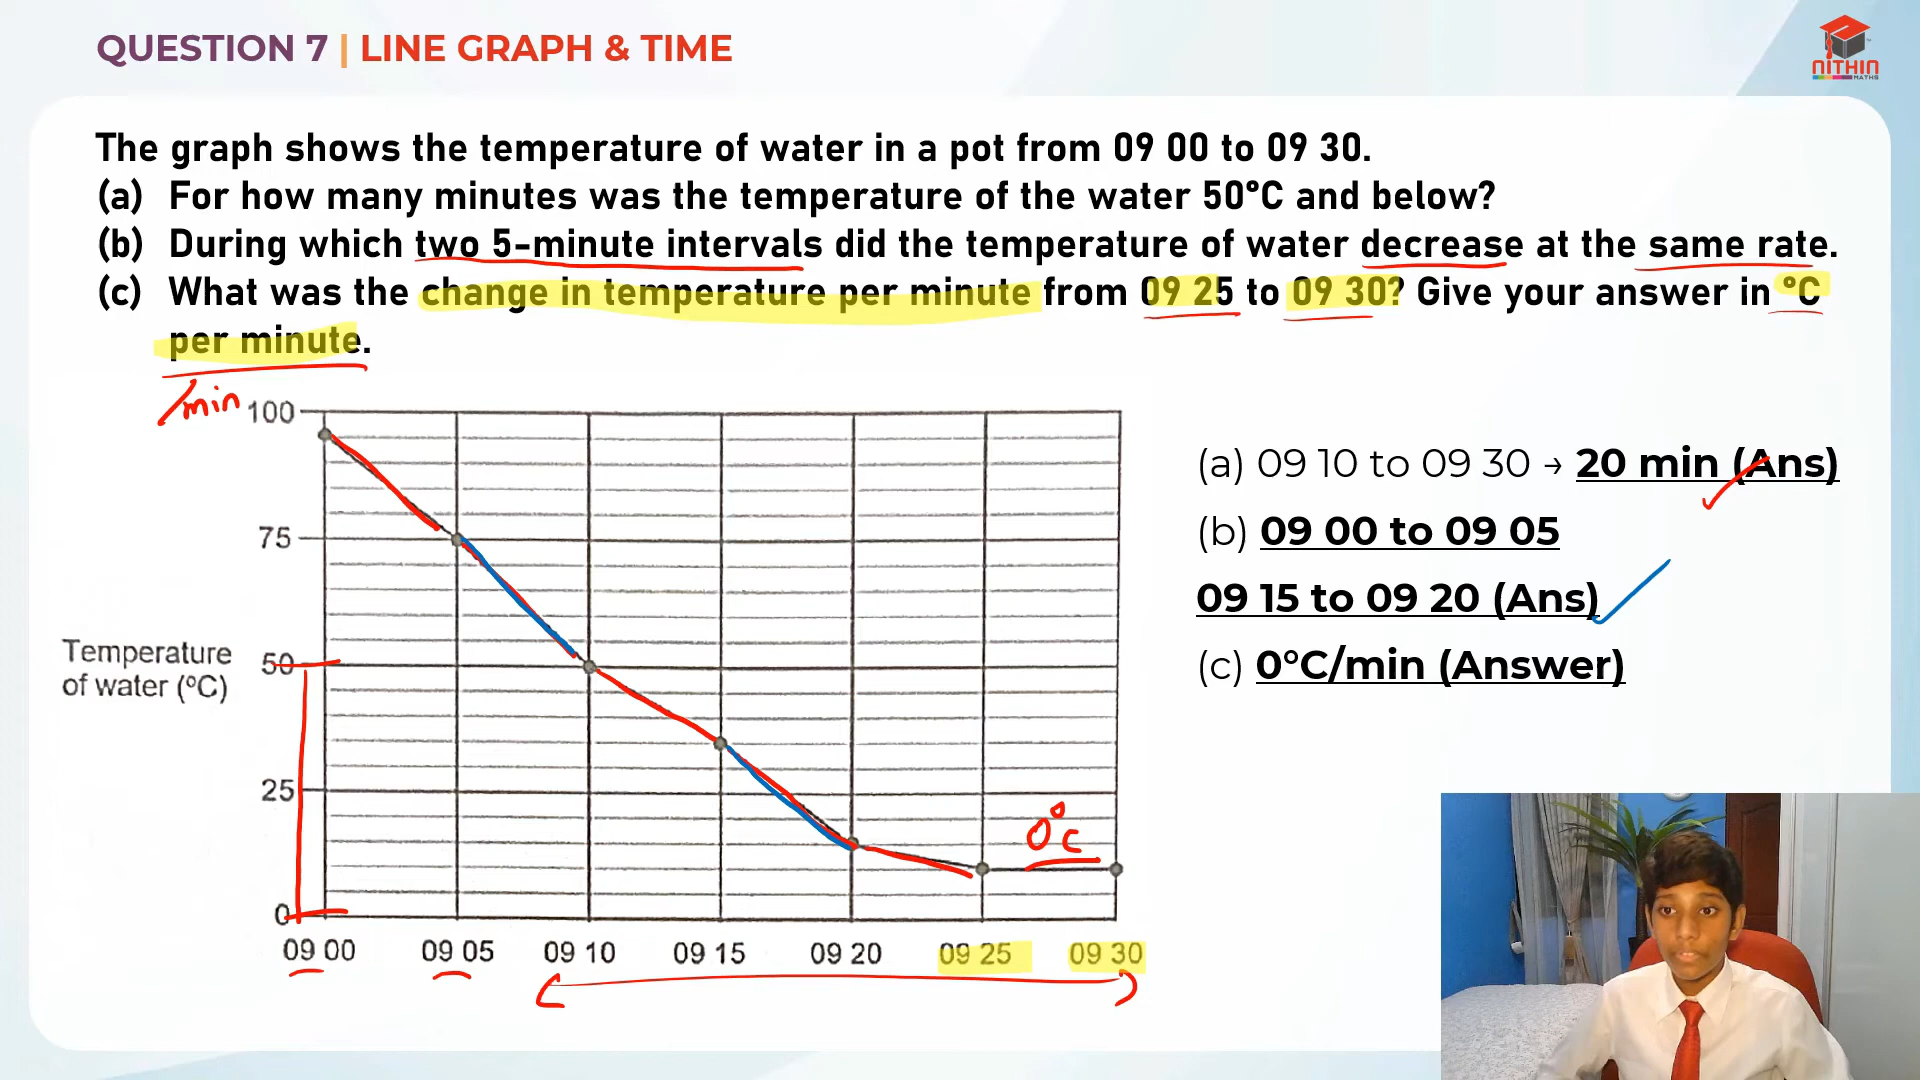 QUESTION 7 | LINE GRAPH & TIME
NITHIN
MATHS
The graph shows the temperature of water in a pot from 09 00 to 09 30.
(a) For how many minutes was the temperature of the water 50°C and below?
(b) During which two 5-minute intervals did the temperature of water decrease at the same rate.
(c) What was the change in temperature per minute from 09 25 to 09 30? Give your answer in °C
per minute.
/min
100
75
50
25
0
Temperature
of water (ºC)
0°C
09 00 09 05 09 10 09 15 09 20 09 25 09 30
(a) 09 10 to 09 30 → 20 min (Ans)
(b) 09 00 to 09 05
09 15 to 09 20 (Ans)
(c) 0°C/min (Answer)